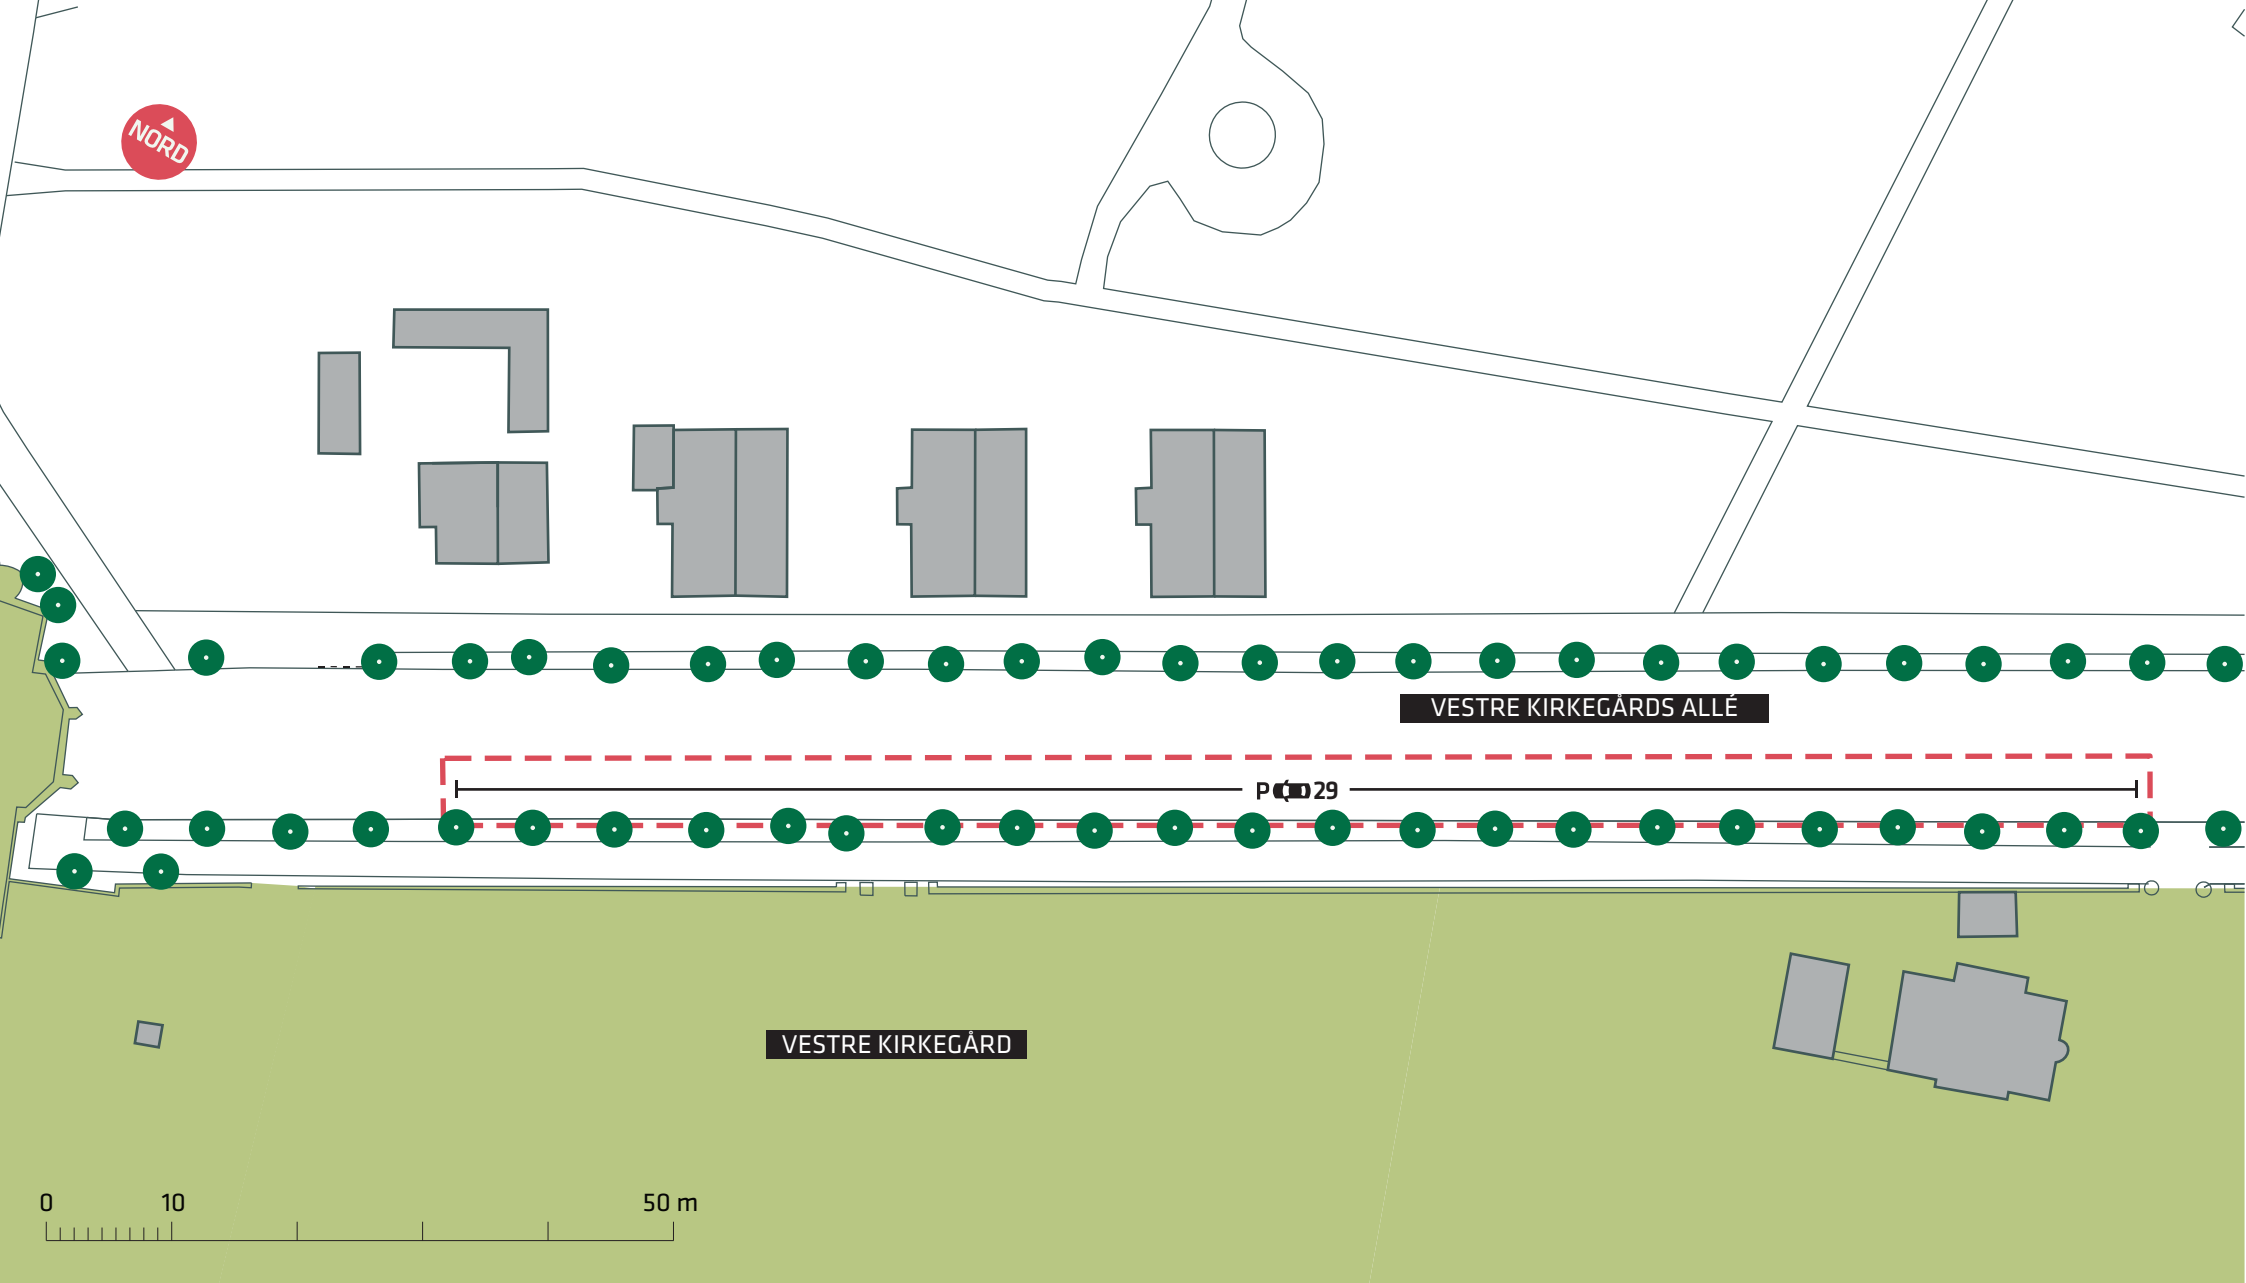 NORD
VESTRE KIRKEGÅRDS ALLÉ
P 29
VESTRE KIRKEGÅRD
0 10 50 m